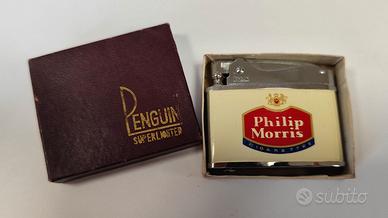 PENGUIN
SUPERLIGHTER
Philip
Morris
CIGARETTES
subito